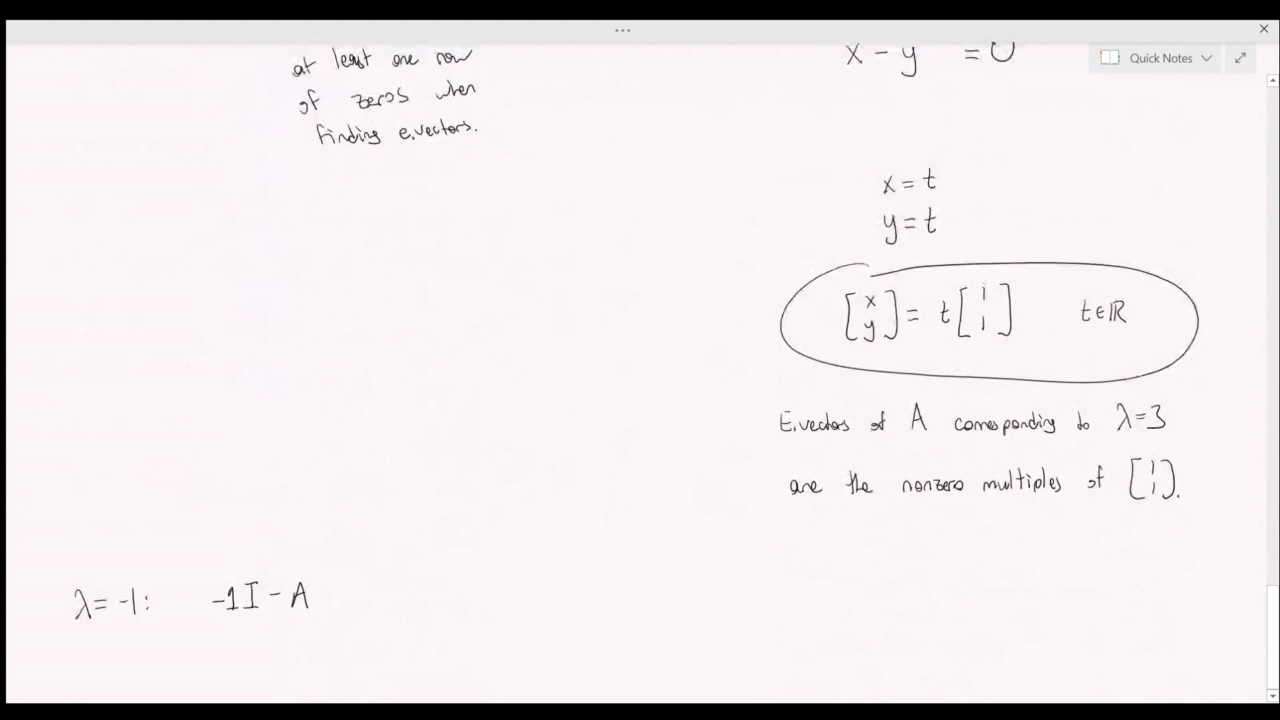 at least one row
of zeros when
finding e.vectors.
x - y = 0
Quick Notes
x = t
y = t
[x y] = t [1 1] t ∈ ℝ
E.vectors of A corresponding to λ=3
are the nonzero multiples of [1 1].
λ = -1: -1I - A